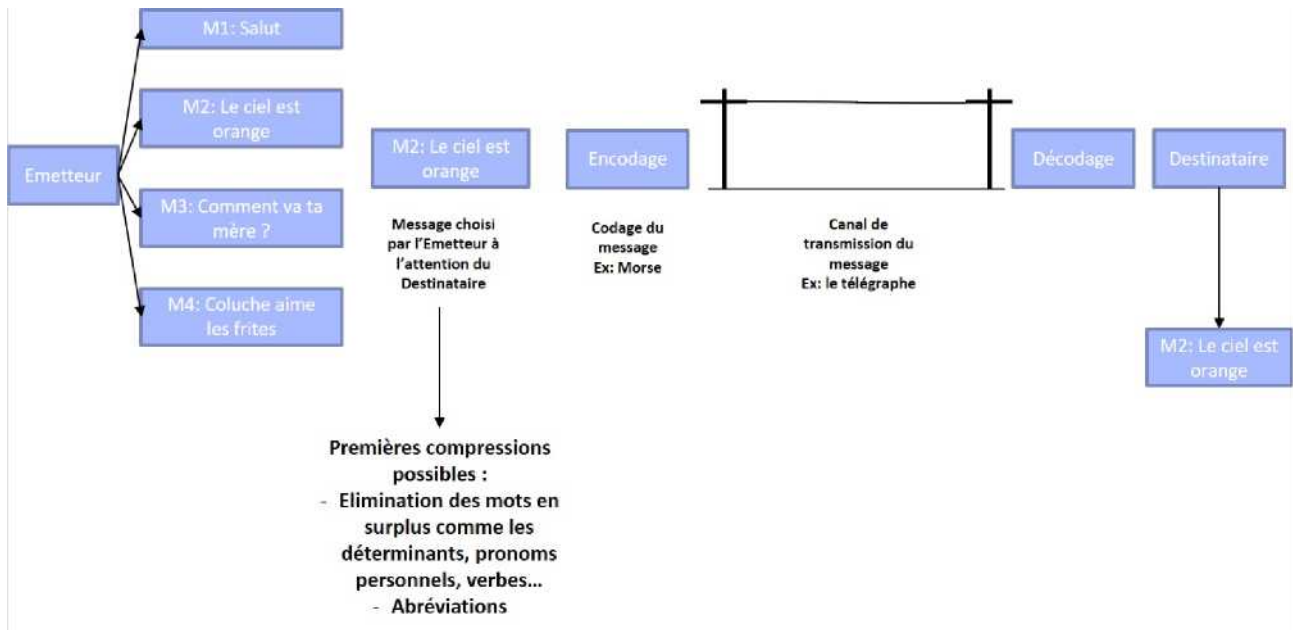 Emetteur
M1: Salut
M2: Le ciel est
orange
M3: Comment va ta
mère ?
M4: Coluche aime
les frites
M2: Le ciel est
orange
Message choisi
par l'Emetteur à
l'attention du
Destinataire
Premières compressions
possibles :
- Elimination des mots en
surplus comme les
déterminants, pronoms
personnels, verbes...
- Abréviations
Encodage
Codage du
message
Ex: Morse
Canal de
transmission du
message
Ex: le télégraphe
Décodage
Destinataire
M2: Le ciel est
orange